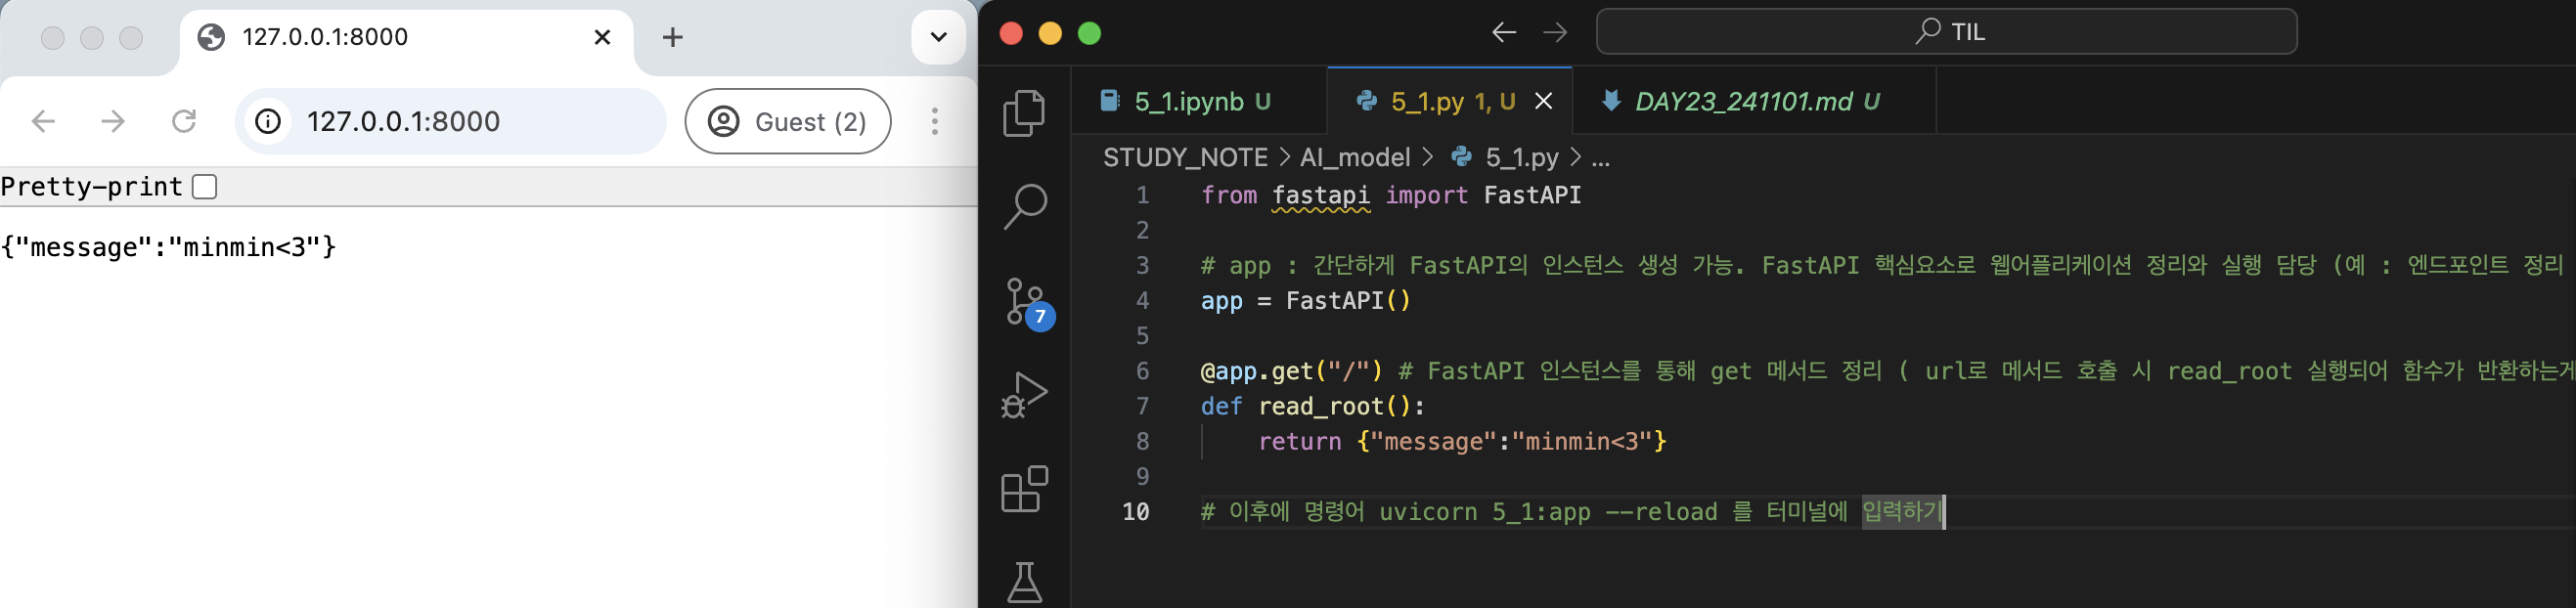 127.0.0.1:8000
127.0.0.1:8000
Guest (2)
Pretty-print
{"message":"minmin<3"}
TIL
5_1.ipynb U
5_1.py 1, U
DAY23_241101.md U
STUDY_NOTE > AI_model > 5_1.py > ...
7
1 from fastapi import FastAPI
2
3 # app : 간단하게 FastAPI의 인스턴스 생성 가능. FastAPI 핵심요소로 웹어플리케이션 정리와 실행 담당 (예 : 엔드포인트 정리
4 app = FastAPI()
5
6 @app.get("/") # FastAPI 인스턴스를 통해 get 메서드 정리 ( url로 메서드 호출 시 read_root 실행되어 함수가 반환하는게
7 def read_root():
8 return {"message":"minmin<3"}
9
10 # 이후에 명령어 uvicorn 5_1:app --reload 를 터미널에 입력하기